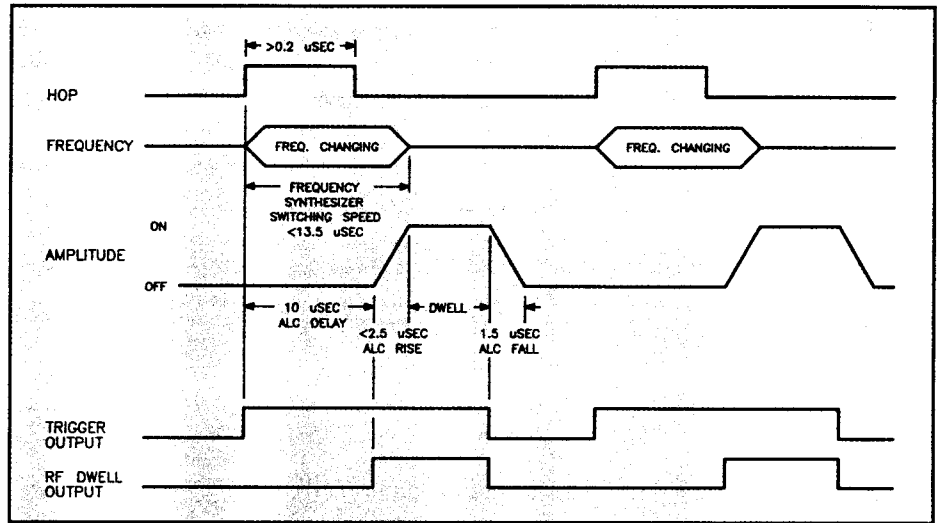 >0.2 uSEC
HOP
FREQUENCY
FREQ. CHANGING
FREQ. CHANGING
FREQUENCY
SYNTHESIZER
SWITCHING SPEED
<13.5 uSEC
ON
AMPLITUDE
OFF
10 uSEC
ALC DELAY
DWELL
<2.5 uSEC
ALC RISE
1.5 uSEC
ALC FALL
TRIGGER
OUTPUT
RF DWELL
OUTPUT